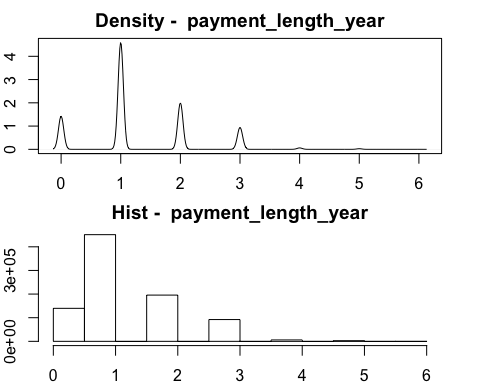 Density -  payment_length_year
4
3
2
1
0
0 1 2 3 4 5 6
Hist -  payment_length_year
3e+05
0e+00
0 1 2 3 4 5 6